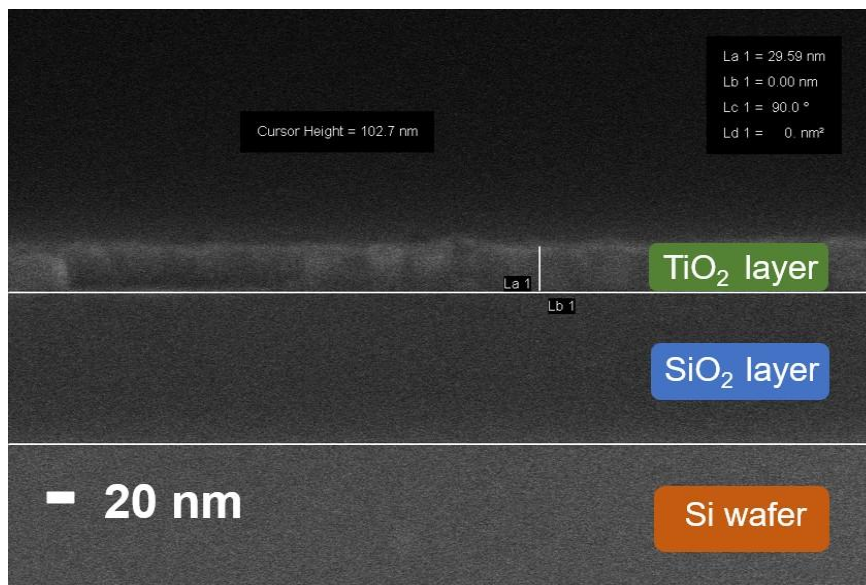 La 1 = 29.59 nm
Lb 1 = 0.00 nm
Lc 1 = 90.0 º
Ld 1 = 0. nm²
Cursor Height = 102.7 nm
TiO₂ layer
La 1
Lb 1
SiO₂ layer
20 nm
Si wafer